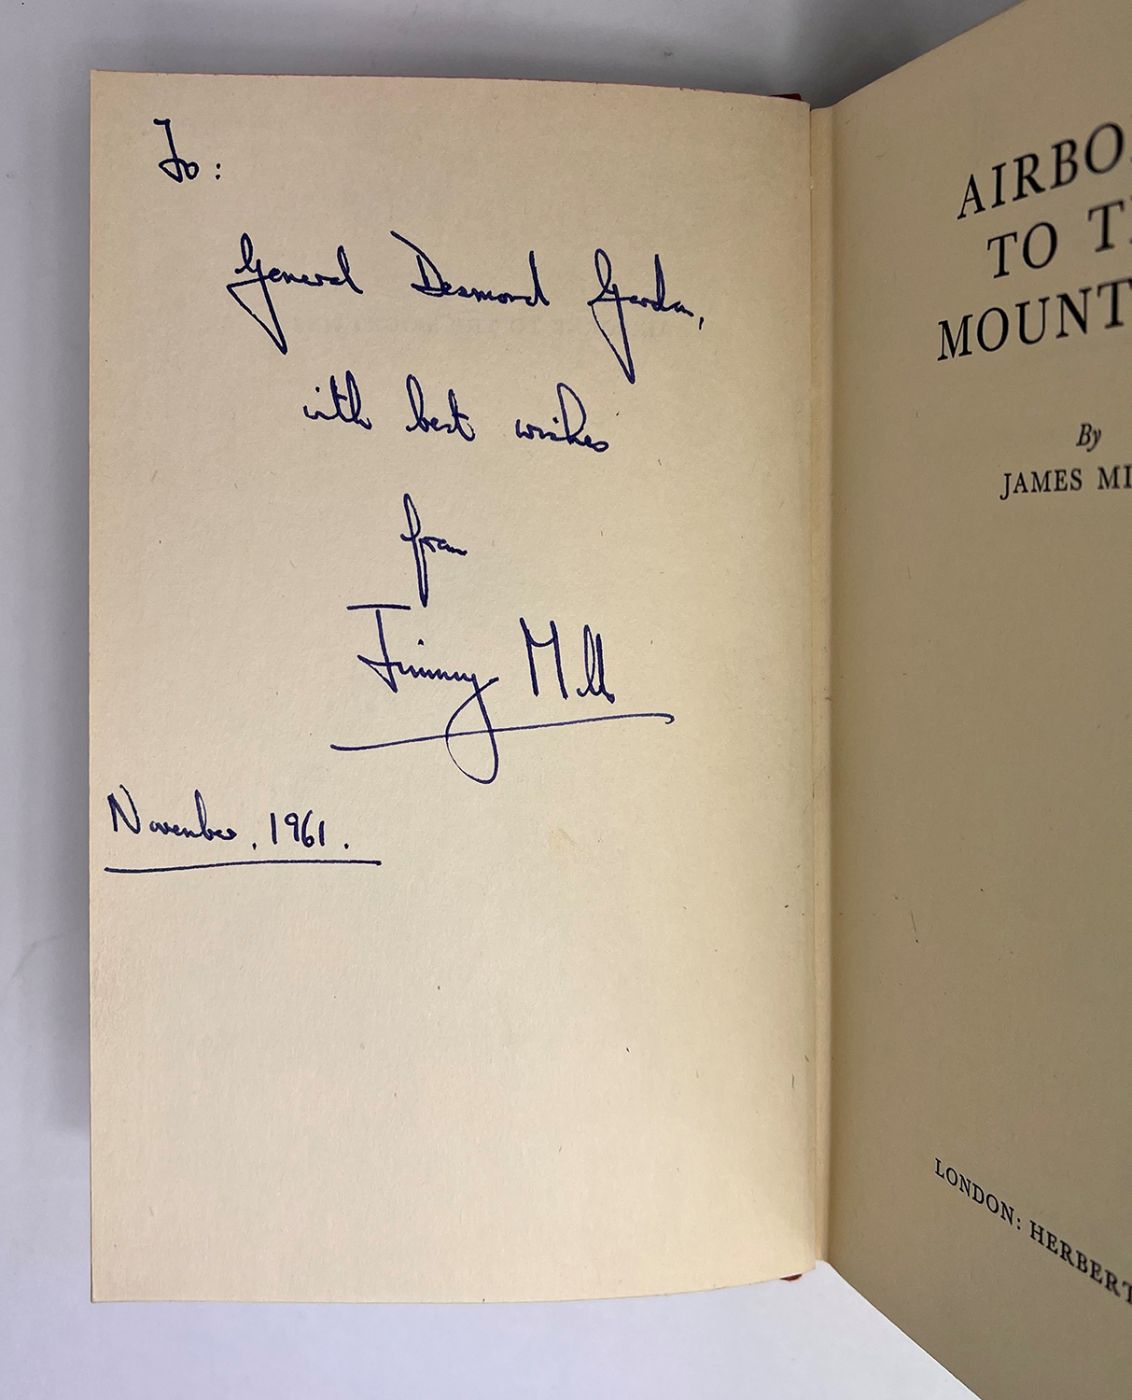 To:
General Desmond Gordon,
with best wishes
from
Jimmy Mills
November, 1961.
AIRBO
TO T
MOUNT
By
JAMES MI
LONDON: HERBERT